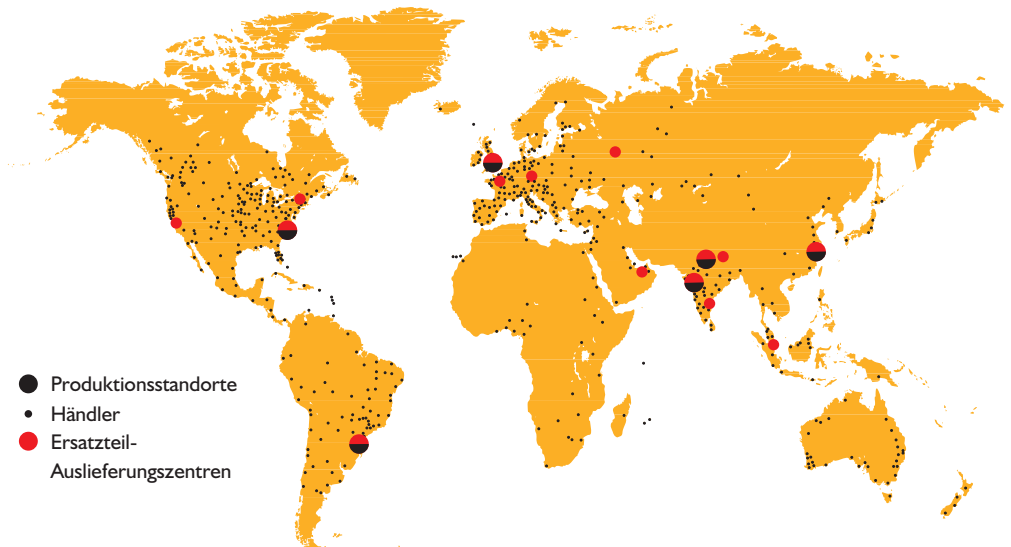 Produktionsstandorte
Händler
Ersatzteil-
Auslieferungszentren